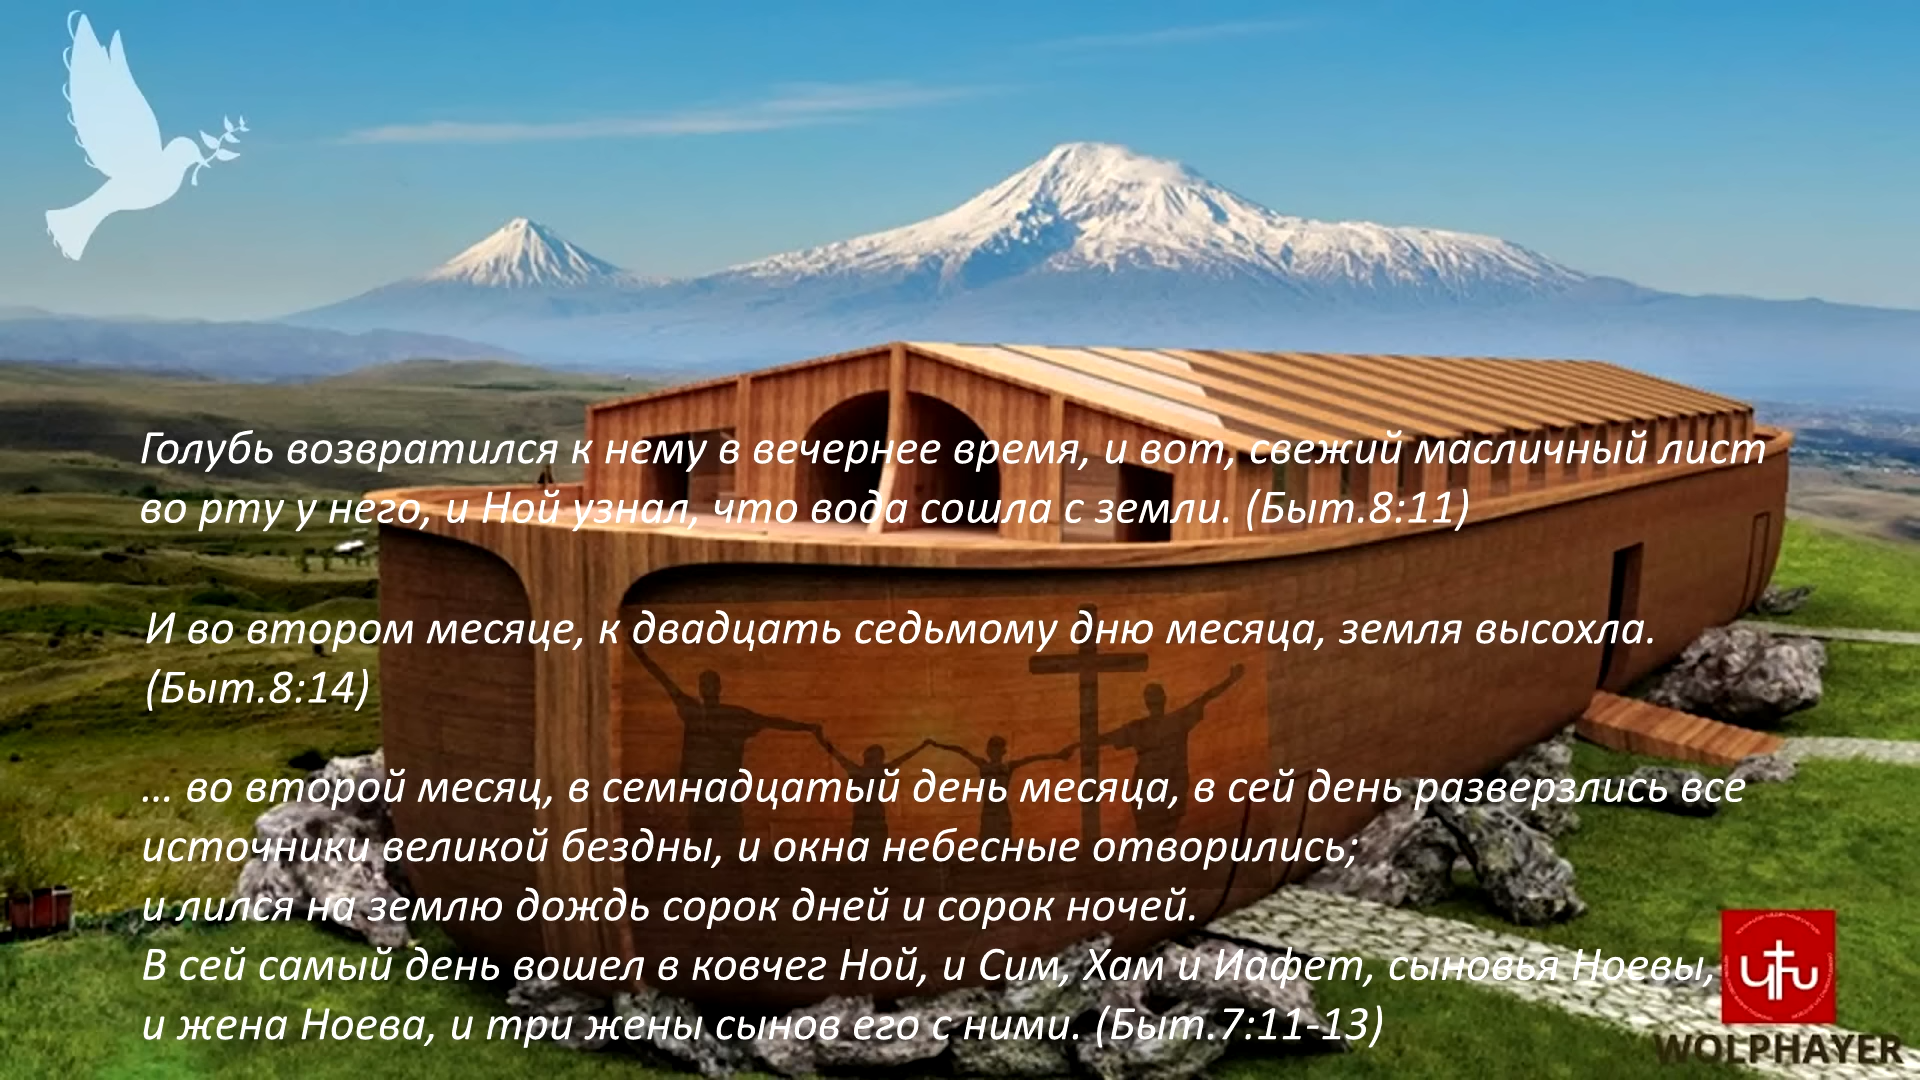 Голубь возвратился к нему в вечернее время, и вот, свежий масличный лист
во рту у него, и Ной узнал, что вода сошла с земли. (Быт.8:11)
И во втором месяце, к двадцать седьмому дню месяца, земля высохла.
(Быт.8:14)
… во второй месяц, в семнадцатый день месяца, в сей день разверзлись все
источники великой бездны, и окна небесные отворились;
и лился на землю дождь сорок дней и сорок ночей.
В сей самый день вошел в ковчег Ной, и Сим, Хам и Иафет, сыновья Ноевы,
и жена Ноева, и три жены сынов его с ними. (Быт.7:11-13)
WOLPHAYER